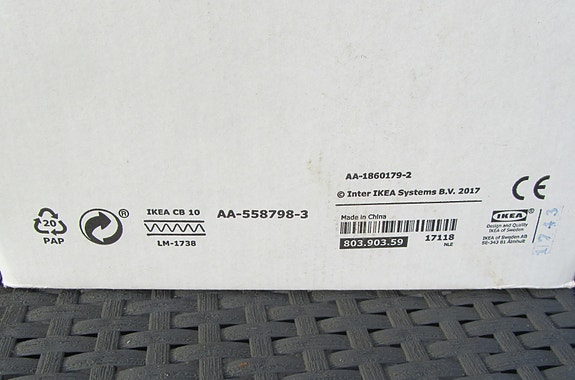 20
PAP
®
IKEA CB 10
LM-1738
AA-558798-3
AA-1860179-2
© Inter IKEA Systems B.V. 2017
Made in China
803.903.59
17118
NLE
CE
IKEA®
Design and Quality
IKEA of Sweden
IKEA of Sweden AB
SE-343 81 Älmhult
1743